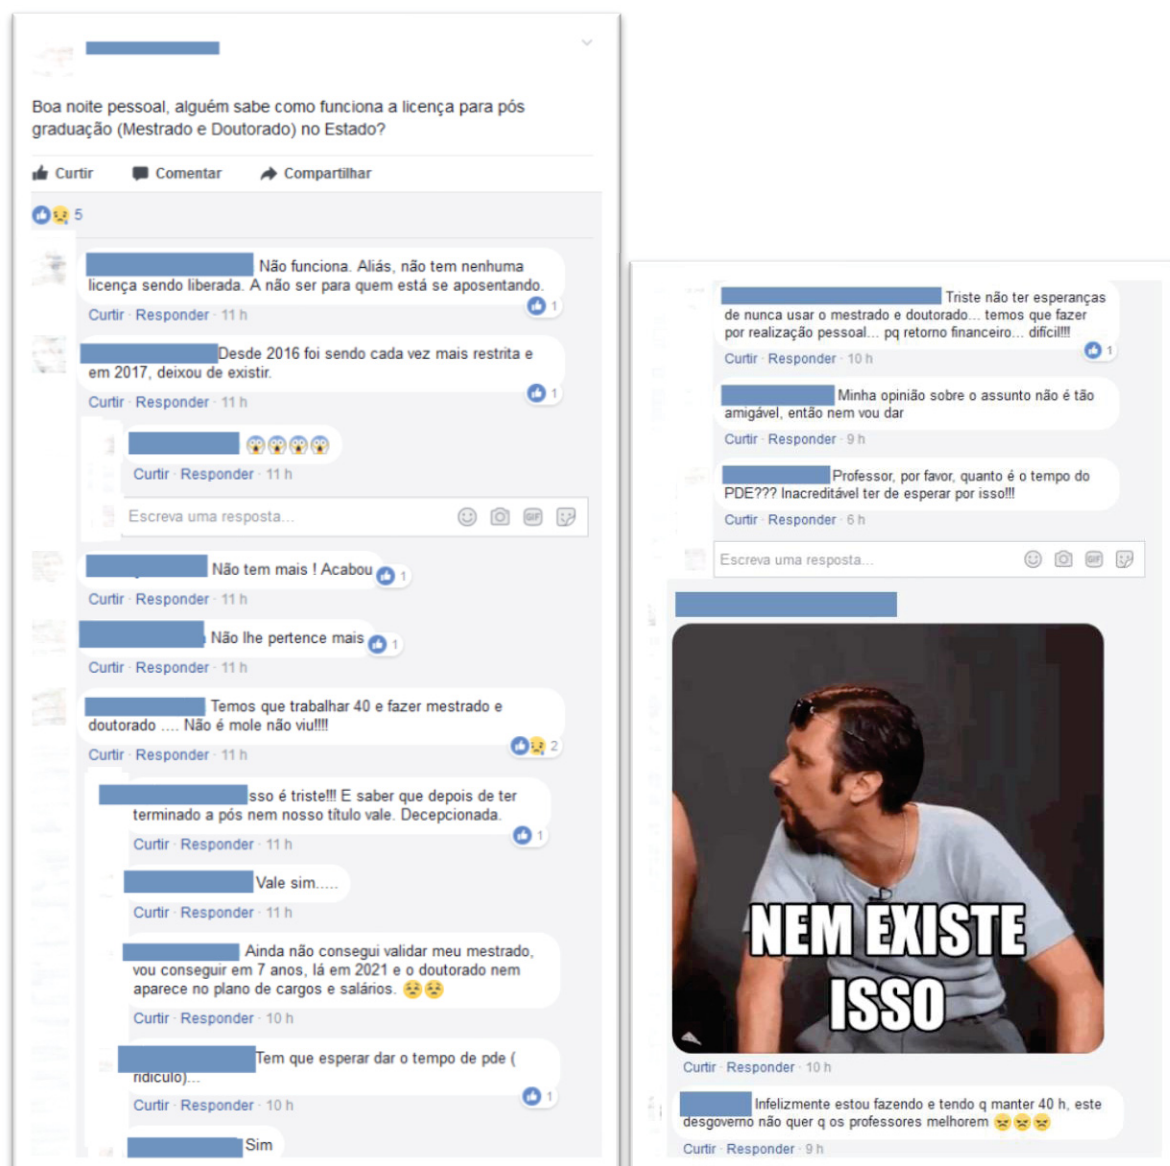 Boa noite pessoal, alguém sabe como funciona a licença para pós
graduação (Mestrado e Doutorado) no Estado?
Curtir Comentar Compartilhar
5
Não funciona. Aliás, não tem nenhuma
licença sendo liberada. A não ser para quem está se aposentando.
1
Curtir · Responder · 11 h
Desde 2016 foi sendo cada vez mais restrita e
em 2017, deixou de existir.
1
Curtir · Responder · 11 h
Curtir · Responder · 11 h
Escreva uma resposta... GIF
Não tem mais ! Acabou 1
Curtir · Responder · 11 h
Não lhe pertence mais 1
Curtir · Responder · 11 h
Temos que trabalhar 40 e fazer mestrado e
doutorado .... Não é mole não viu!!!!
2
Curtir · Responder · 11 h
sso é triste!!! E saber que depois de ter
terminado a pós nem nosso título vale. Decepcionada.
1
Curtir · Responder · 11 h
Vale sim.....
Curtir · Responder · 11 h
Ainda não consegui validar meu mestrado,
vou conseguir em 7 anos, lá em 2021 e o doutorado nem
aparece no plano de cargos e salários. 😥😥
Curtir · Responder · 10 h
Tem que esperar dar o tempo de pde (
ridículo)...
1
Curtir · Responder · 10 h
Sim
Triste não ter esperanças
de nunca usar o mestrado e doutorado... temos que fazer
por realização pessoal... pq retorno financeiro... difícil!!!
1
Curtir · Responder · 10 h
Minha opinião sobre o assunto não é tão
amigável, então nem vou dar
Curtir · Responder · 9 h
Professor, por favor, quanto é o tempo do
PDE??? Inacreditável ter de esperar por isso!!!
Curtir · Responder · 6 h
Escreva uma resposta... GIF
NEM EXISTE
ISSO
Curtir · Responder · 10 h
Infelizmente estou fazendo e tendo q manter 40 h, este
desgoverno não quer q os professores melhorem 😠😠😠
Curtir · Responder · 9 h